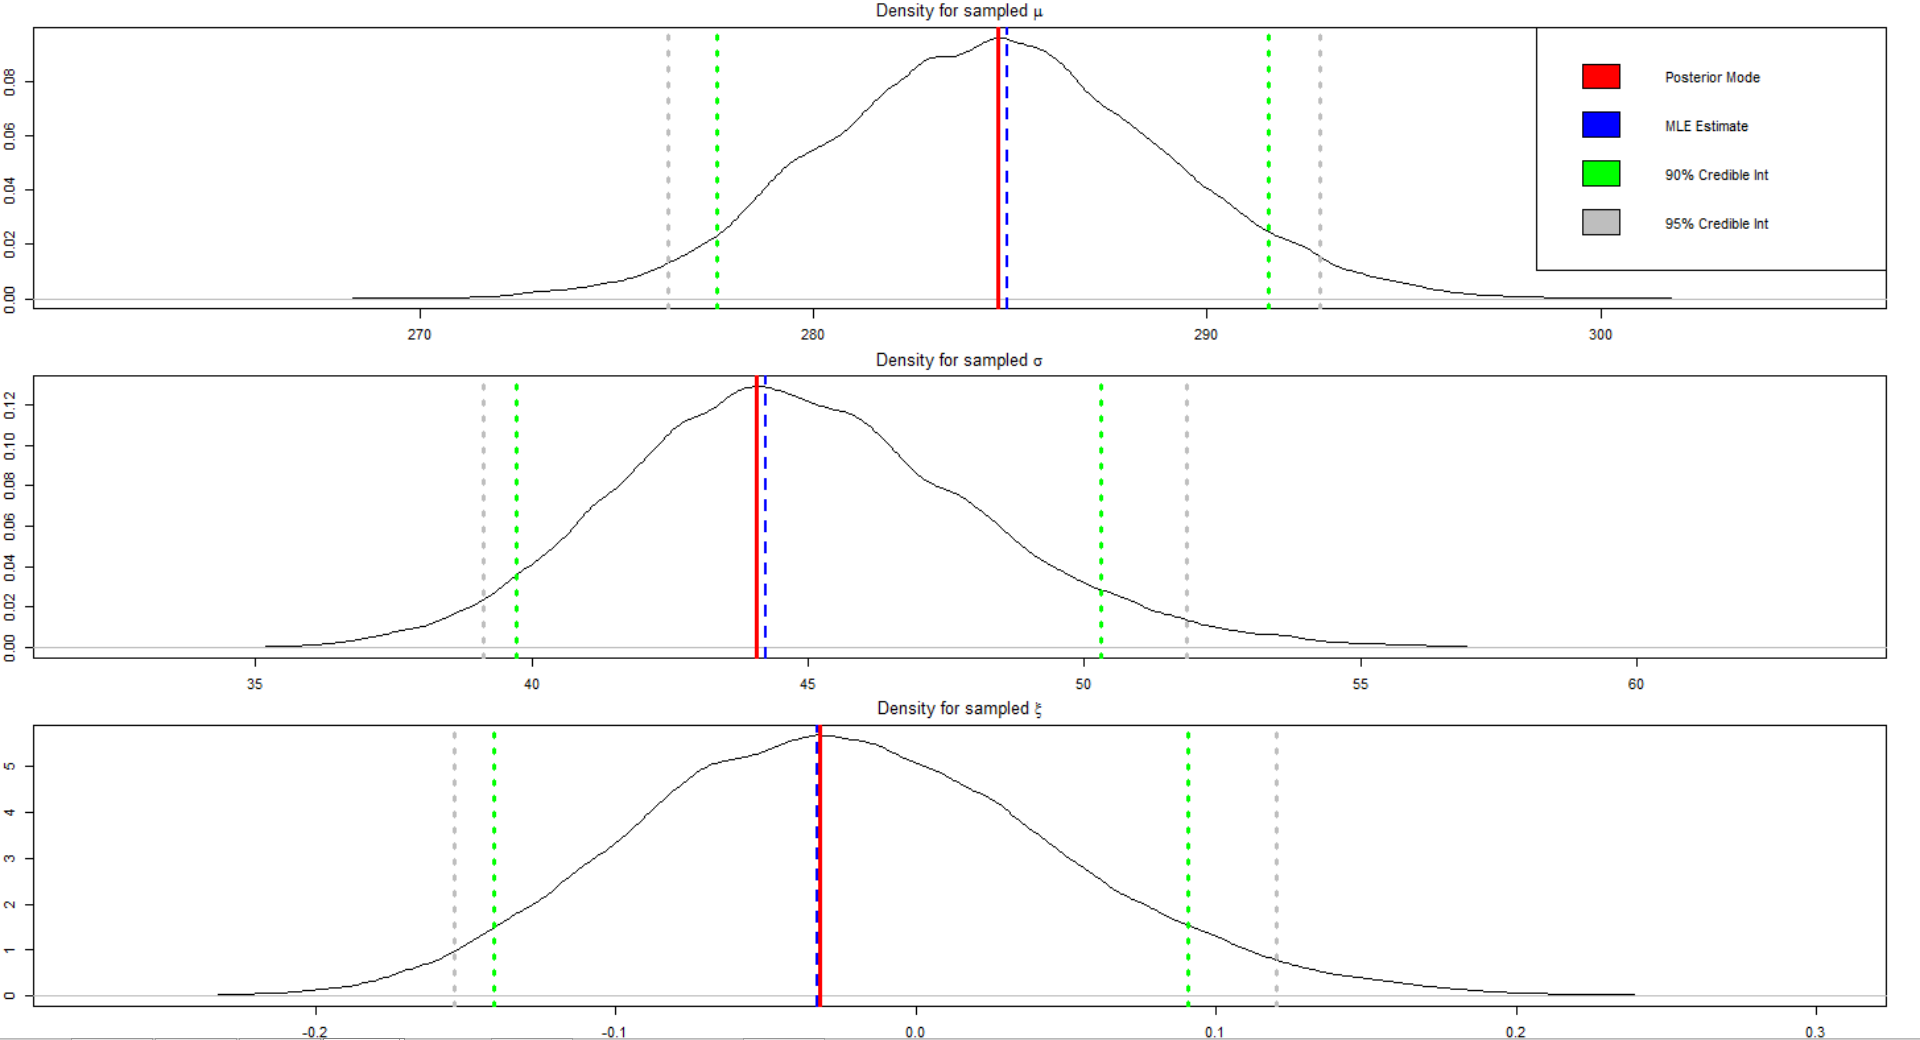 Density for sampled μ
0.00 0.02 0.04 0.06 0.08
Posterior Mode
MLE Estimate
90% Credible Int
95% Credible Int
270 280 290 300
Density for sampled σ
0.00 0.02 0.04 0.06 0.08 0.10 0.12
35 40 45 50 55 60
Density for sampled ξ
5
4
3
2
1
0
-0.2 -0.1 0.0 0.1 0.2 0.3